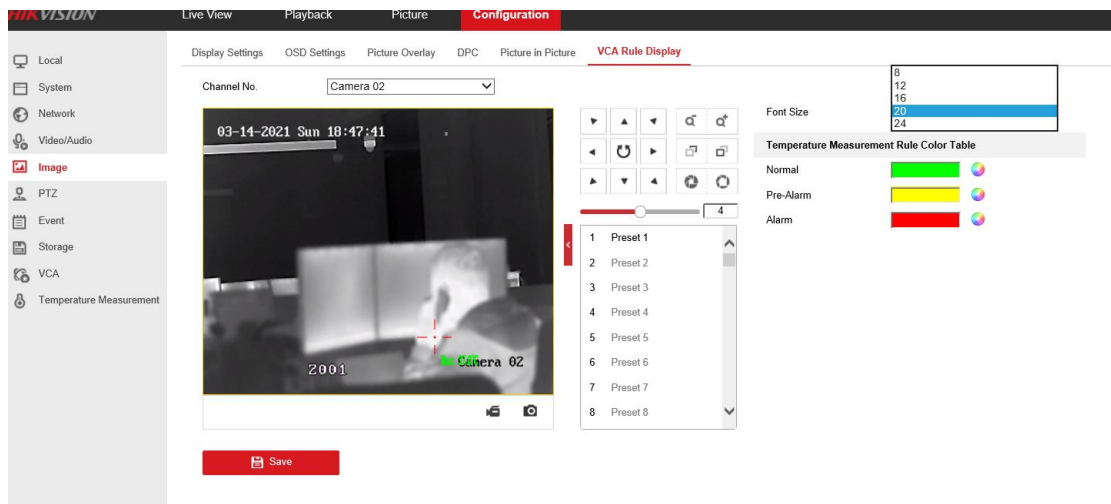 HIKVISION
Live View Playback Picture Configuration
Local
System
Network
Video/Audio
Image
PTZ
Event
Storage
VCA
Temperature Measurement
Display Settings OSD Settings Picture Overlay DPC Picture in Picture VCA Rule Display
Channel No. Camera 02
03-14-2021 Sun 18:47:41
2001
Camera 02
4
1 Preset 1
2 Preset 2
3 Preset 3
4 Preset 4
5 Preset 5
6 Preset 6
7 Preset 7
8 Preset 8
Save
Font Size
8
12
16
20
24
Temperature Measurement Rule Color Table
Normal
Pre-Alarm
Alarm